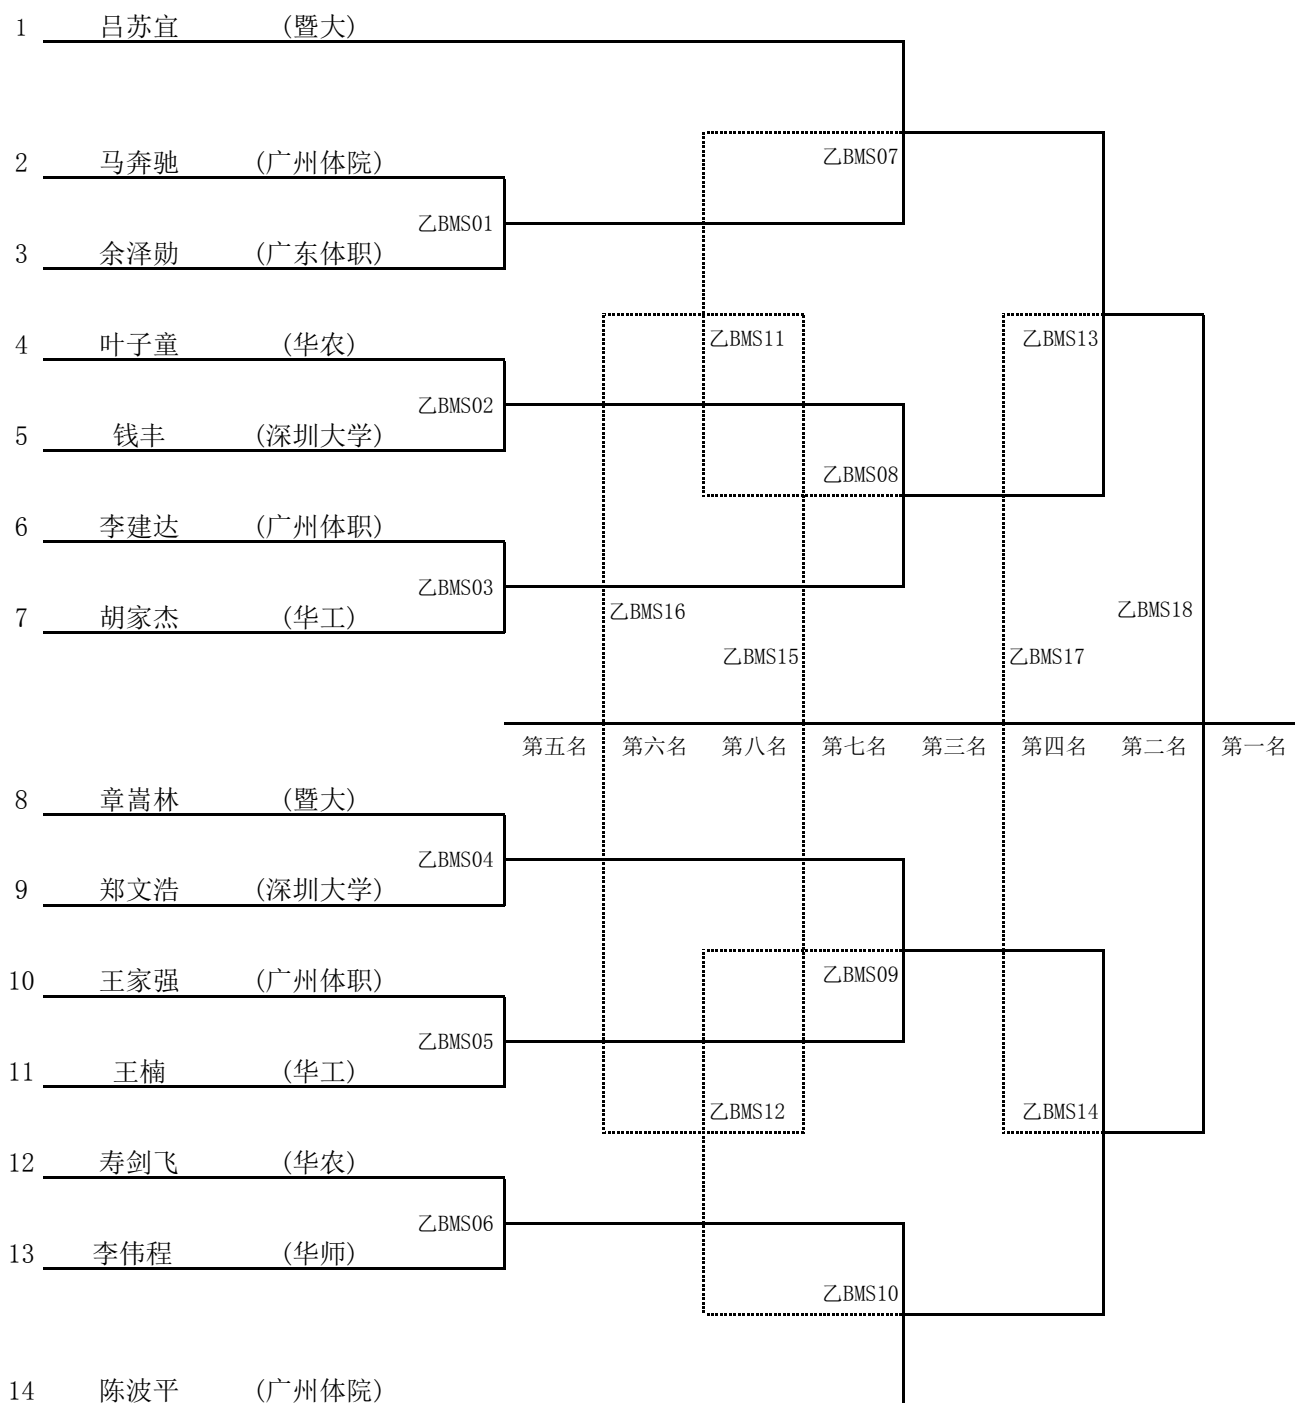 1 吕苏宜 (暨大)
乙BMS07
2 马奔驰 (广州体院)
乙BMS01
3 余泽勋 (广东体职)
乙BMS11 乙BMS13
4 叶子童 (华农)
乙BMS02
5 钱丰 (深圳大学)
乙BMS08
6 李建达 (广州体职)
乙BMS03
乙BMS16 乙BMS18
7 胡家杰 (华工)
乙BMS15 乙BMS17
第五名 第六名 第八名 第七名 第三名 第四名 第二名 第一名
8 章嵩林 (暨大)
乙BMS04
9 郑文浩 (深圳大学)
乙BMS09
10 王家强 (广州体职)
乙BMS05
11 王楠 (华工)
乙BMS12 乙BMS14
12 寿剑飞 (华农)
乙BMS06
13 李伟程 (华师)
乙BMS10
14 陈波平 (广州体院)